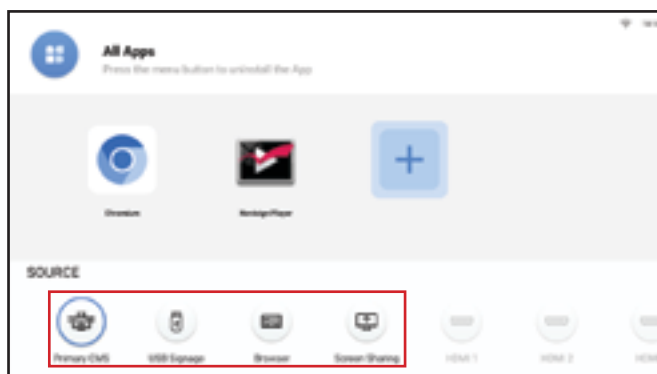 All Apps
Press the menu button to uninstall the App
Chromium
Player
SOURCE
Primary CMS
USB Signage
Browser
Screen Sharing
HDMI 1
HDMI 2